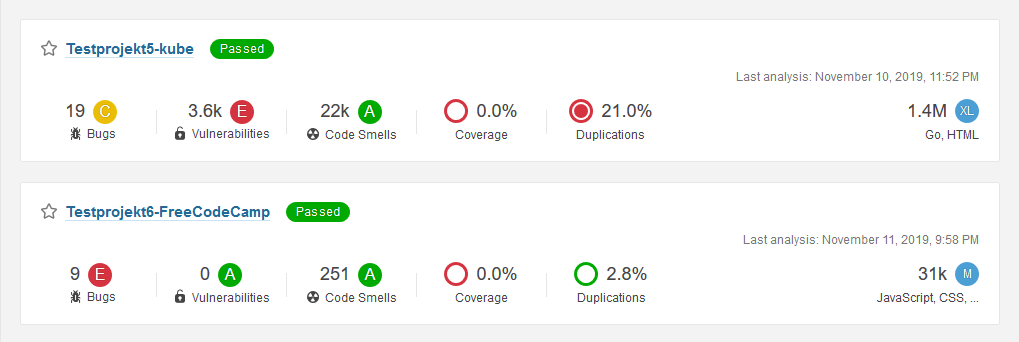 Testprojekt5-kube Passed
Last analysis: November 10, 2019, 11:52 PM
19 C 3.6k E 22k A 0.0% 21.0% 1.4M XL
Bugs Vulnerabilities Code Smells Coverage Duplications Go, HTML
Testprojekt6-FreeCodeCamp Passed
Last analysis: November 11, 2019, 9:58 PM
9 E 0 A 251 A 0.0% 2.8% 31k M
Bugs Vulnerabilities Code Smells Coverage Duplications JavaScript, CSS, ...